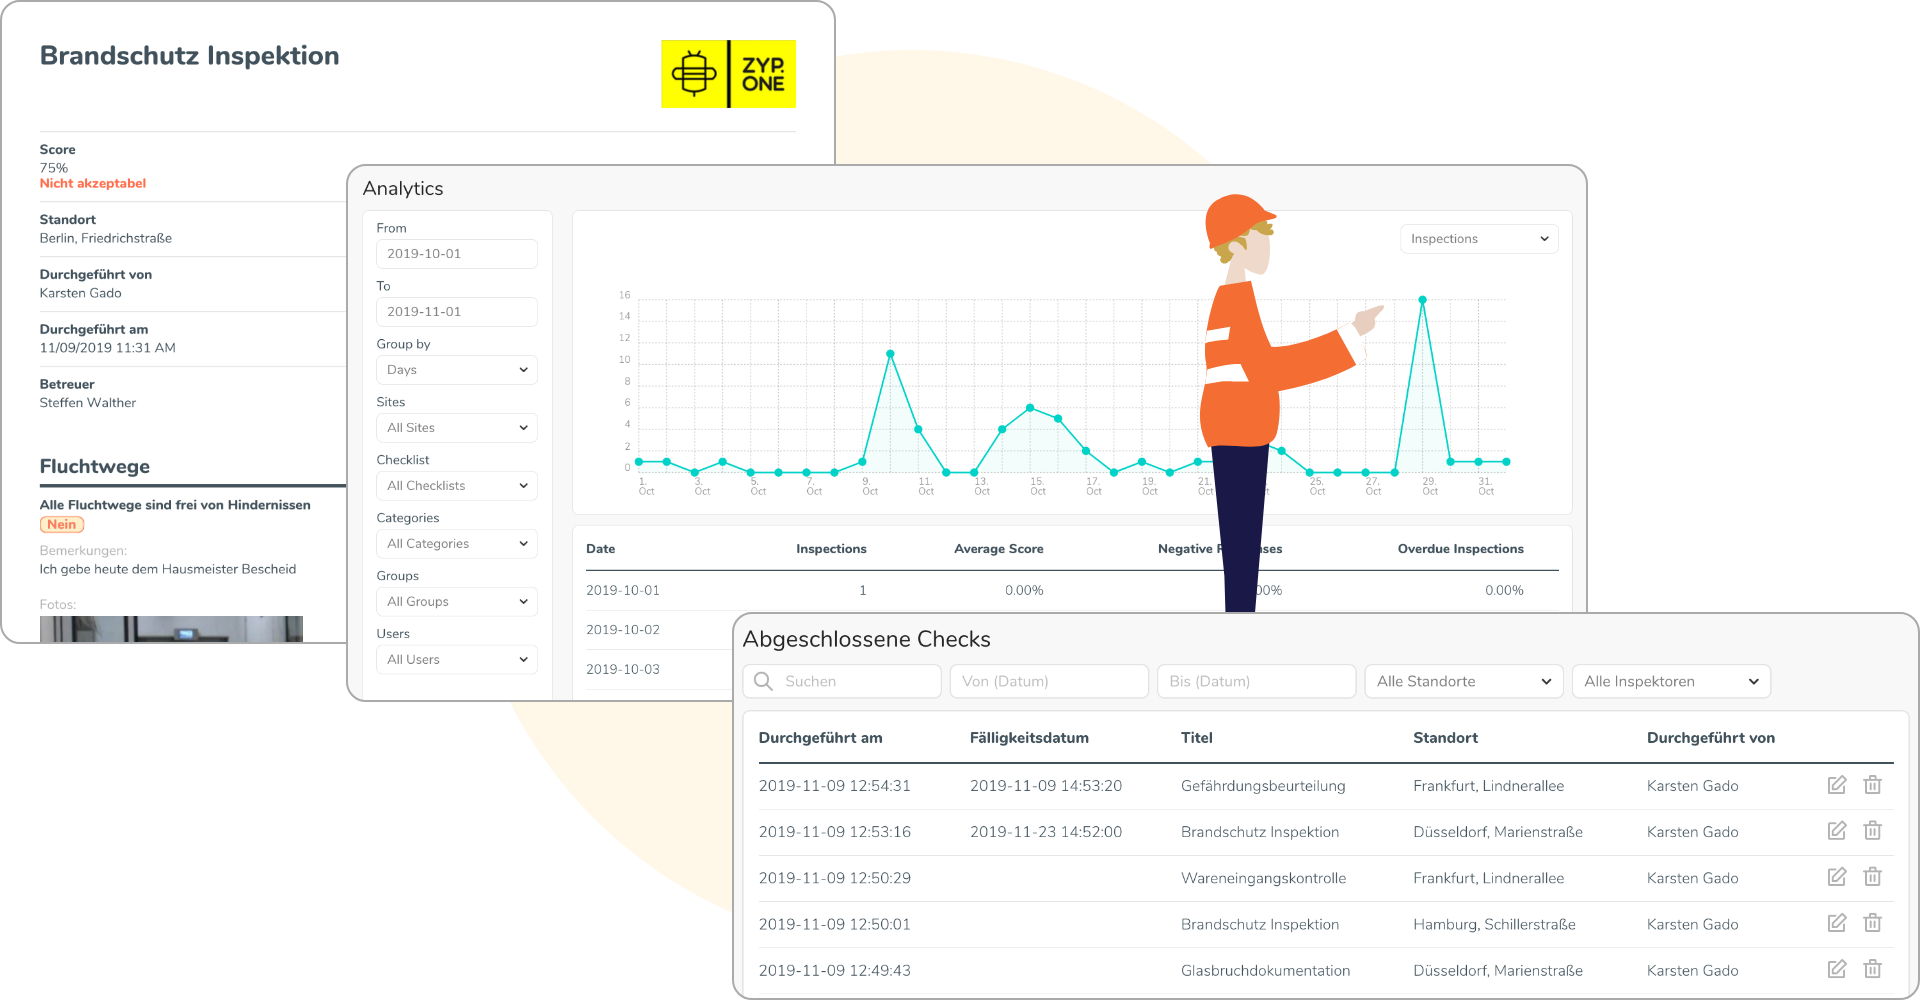 Brandschutz Inspektion
ZYP.
ONE
Score
75%
Nicht akzeptabel
Standort
Berlin, Friedrichstraße
Durchgeführt von
Karsten Gado
Durchgeführt am
11/09/2019 11:31 AM
Betreuer
Steffen Walther
Fluchtwege
Alle Fluchtwege sind frei von Hindernissen
Nein
Bemerkungen:
Ich gebe heute dem Hausmeister Bescheid
Fotos:
Analytics
From
2019-10-01
To
2019-11-01
Group by
Days
Sites
All Sites
Checklist
All Checklists
Categories
All Categories
Groups
All Groups
Users
All Users
Inspections
16
14
12
10
8
6
4
2
0
1. Oct
3. Oct
5. Oct
7. Oct
9. Oct
11. Oct
13. Oct
15. Oct
17. Oct
19. Oct
21. Oct
25. Oct
27. Oct
29. Oct
31. Oct
Date Inspections Average Score Negative Overdue Inspections
2019-10-01 1 0.00% 0.00%
2019-10-02
2019-10-03
Abgeschlossene Checks
Suchen Von (Datum) Bis (Datum) Alle Standorte Alle Inspektoren
Durchgeführt am Fälligkeitsdatum Titel Standort Durchgeführt von
2019-11-09 12:54:31 2019-11-09 14:53:20 Gefährdungsbeurteilung Frankfurt, Lindnerallee Karsten Gado
2019-11-09 12:53:16 2019-11-23 14:52:00 Brandschutz Inspektion Düsseldorf, Marienstraße Karsten Gado
2019-11-09 12:50:29 Wareneingangskontrolle Frankfurt, Lindnerallee Karsten Gado
2019-11-09 12:50:01 Brandschutz Inspektion Hamburg, Schillerstraße Karsten Gado
2019-11-09 12:49:43 Glasbruchdokumentation Düsseldorf, Marienstraße Karsten Gado